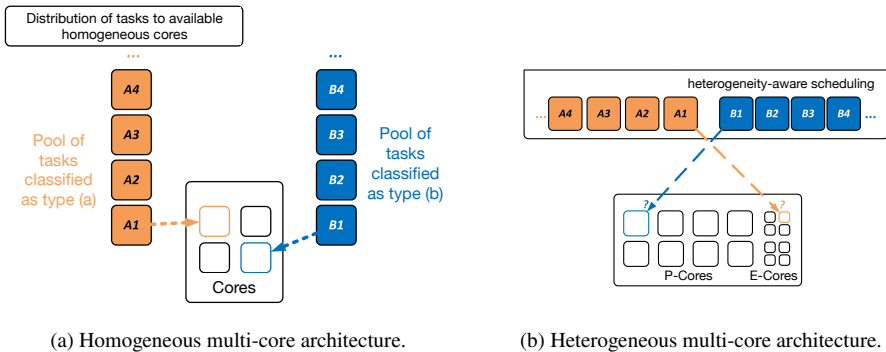 Distribution of tasks to available
homogeneous cores
...
A4
A3
A2
A1
Pool of
tasks
classified
as type (a)
...
B4
B3
B2
B1
Pool of
tasks
classified
as type (b)
Cores
(a) Homogeneous multi-core architecture.
heterogeneity-aware scheduling
... A4 A3 A2 A1 B1 B2 B3 B4 ...
? ?
P-Cores E-Cores
(b) Heterogeneous multi-core architecture.